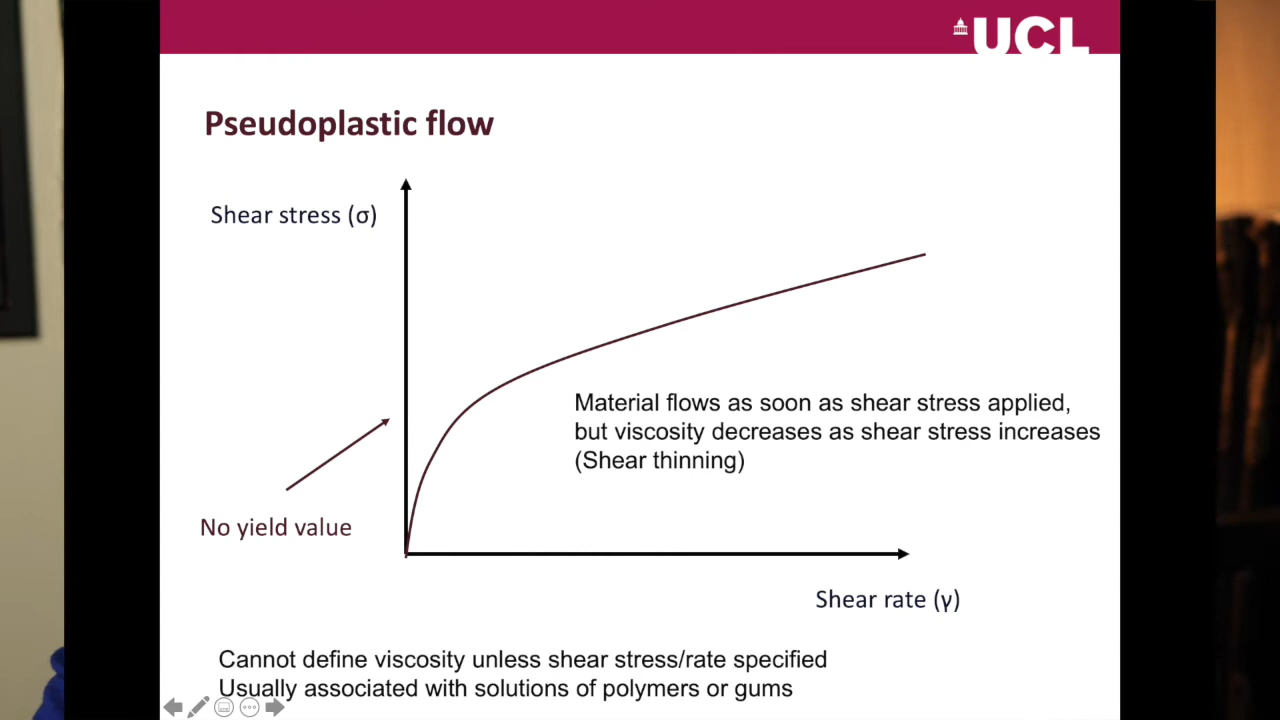 UCL
Pseudoplastic flow
Shear stress (σ)
Material flows as soon as shear stress applied,
but viscosity decreases as shear stress increases
(Shear thinning)
No yield value
Shear rate (γ)
Cannot define viscosity unless shear stress/rate specified
Usually associated with solutions of polymers or gums